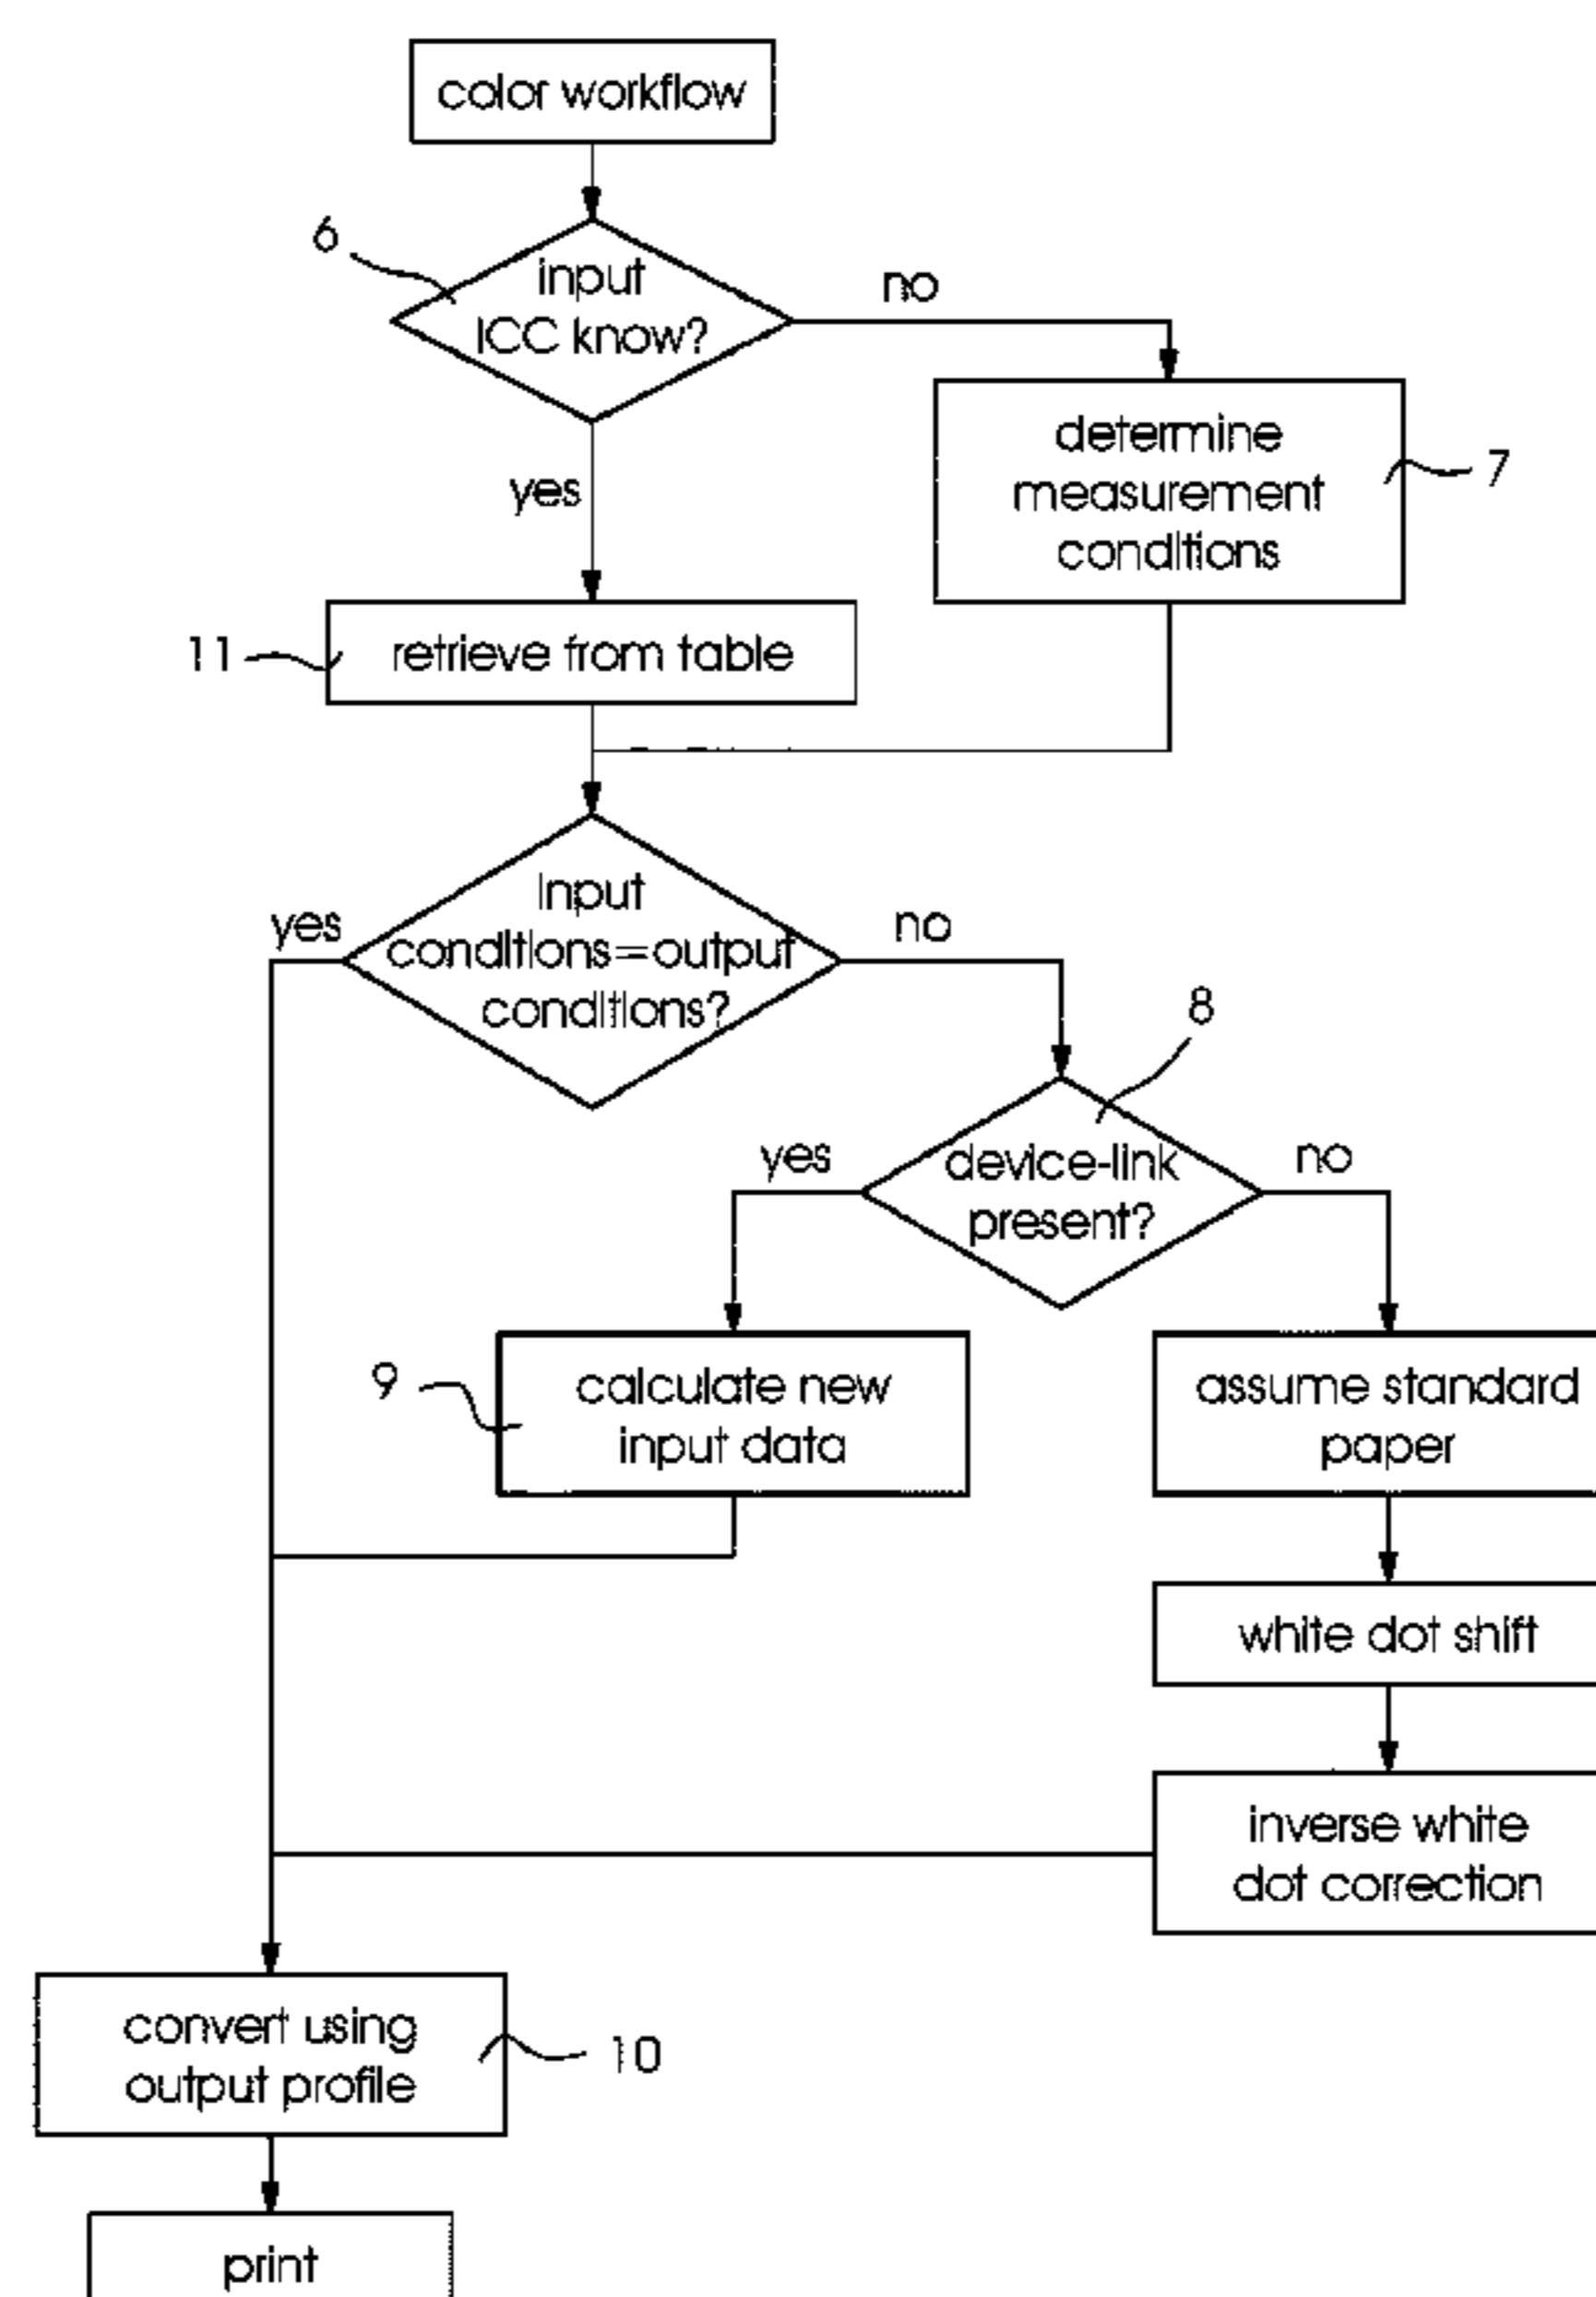 color workflow
6
input
ICC know?
no
yes
determine
measurement
conditions
7
11
retrieve from table
yes
Input
conditions=output
conditions?
no
8
yes
device-link
present?
no
9
calculate new
input data
assume standard
paper
white dot shift
inverse white
dot correction
convert using
output profile
10
print